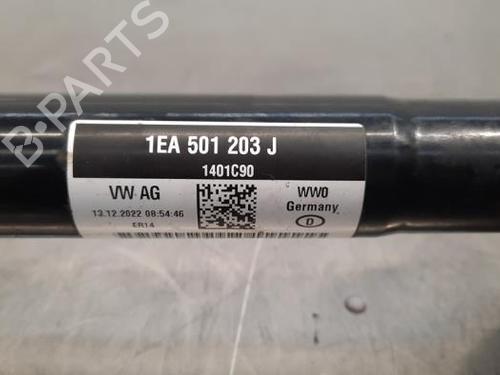 B-PARTS
1EA 501 203 J
1401C90
VW AG
WW0
13.12.2022 08:54:46
Germany
ER14
D